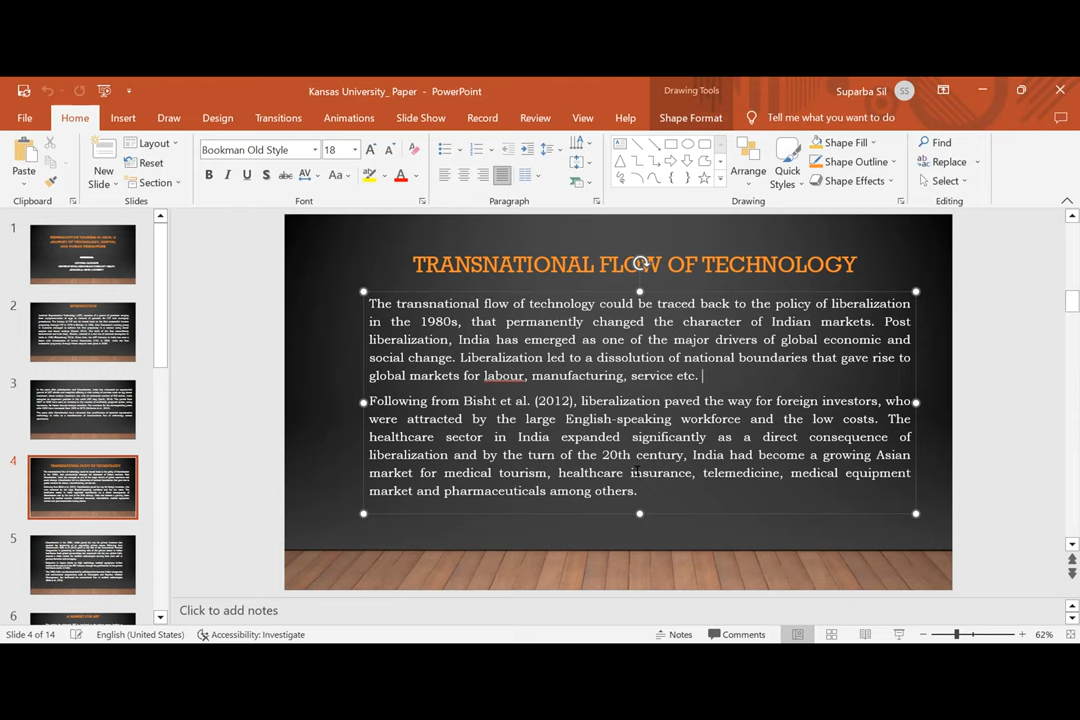 Kansas University_ Paper - PowerPoint
Drawing Tools
Suparba Sil
SS
File
Home
Insert
Draw
Design
Transitions
Animations
Slide Show
Record
Review
View
Help
Shape Format
Tell me what you want to do
Paste
Clipboard
New Slide
Layout
Reset
Section
Slides
Bookman Old Style
18
Font
Paragraph
Drawing
Arrange
Quick Styles
Shape Fill
Shape Outline
Shape Effects
Find
Replace
Select
Editing
1
2
3
4
5
6
TRANSNATIONAL FLOW OF TECHNOLOGY
The transnational flow of technology could be traced back to the policy of liberalization
in the 1980s, that permanently changed the character of Indian markets. Post
liberalization, India has emerged as one of the major drivers of global economic and
social change. Liberalization led to a dissolution of national boundaries that gave rise to
global markets for labour, manufacturing, service etc.
Following from Bisht et al. (2012), liberalization paved the way for foreign investors, who
were attracted by the large English-speaking workforce and the low costs. The
healthcare sector in India expanded significantly as a direct consequence of
liberalization and by the turn of the 20th century, India had become a growing Asian
market for medical tourism, healthcare insurance, telemedicine, medical equipment
market and pharmaceuticals among others.
Click to add notes
Slide 4 of 14
English (United States)
Accessibility: Investigate
Notes
Comments
62%